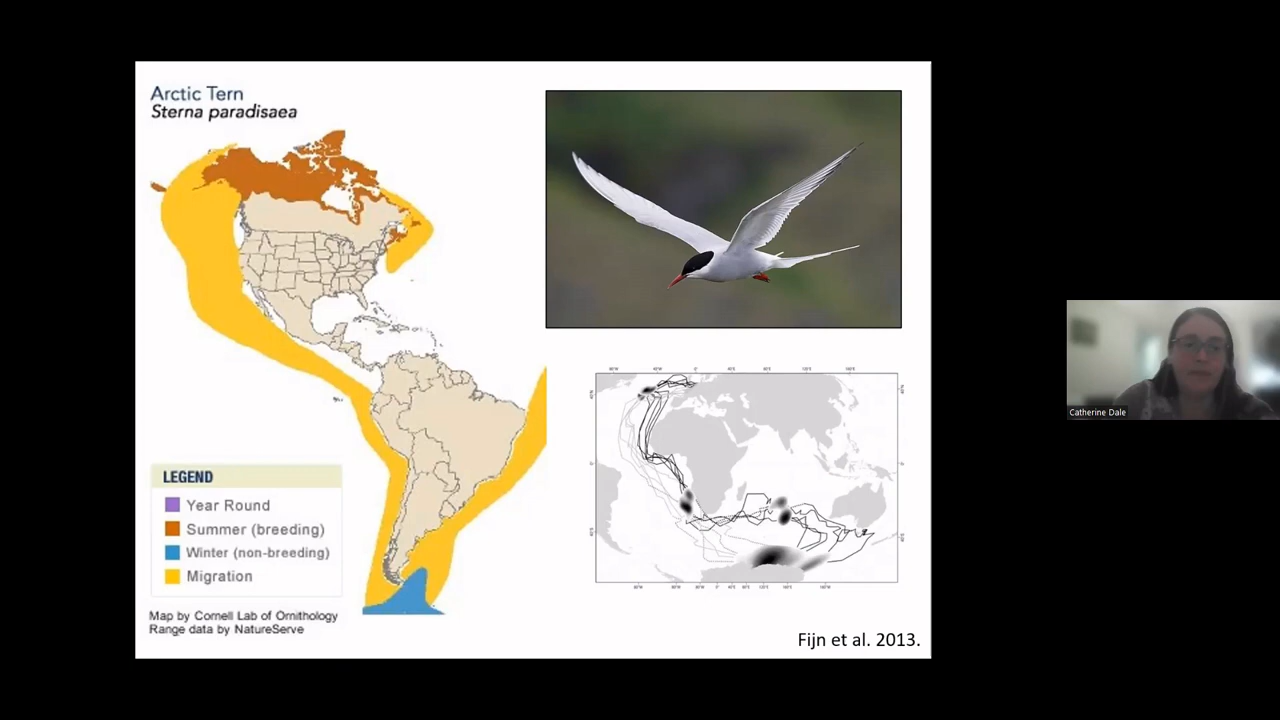 Arctic Tern
Sterna paradisaea
LEGEND
Year Round
Summer (breeding)
Winter (non-breeding)
Migration
Map by Cornell Lab of Ornithology
Range data by NatureServe
Fijn et al. 2013.
Catherine Dale